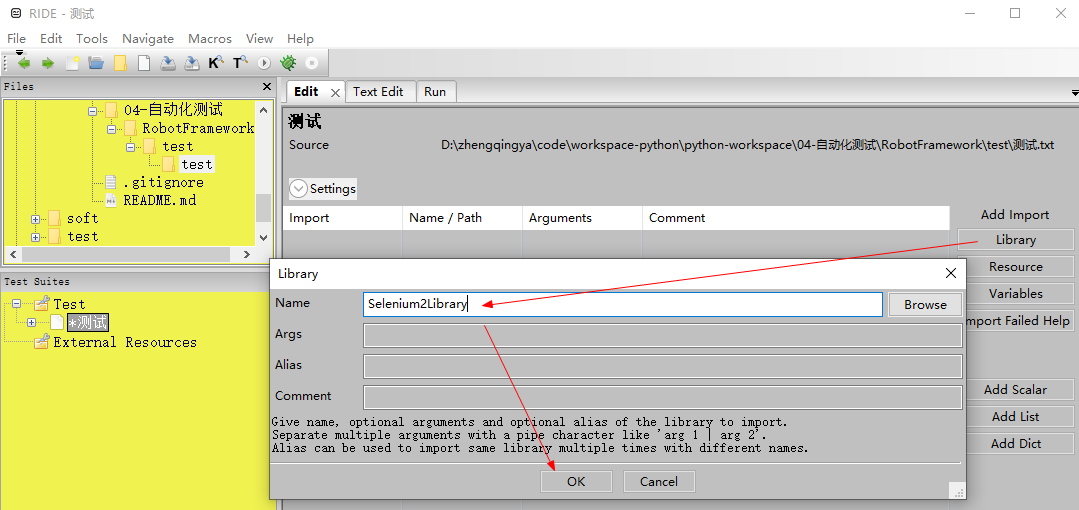 RIDE - 测试
File Edit Tools Navigate Macros View Help
K T
Files
04-自动化测试
RobotFramework
test
test
.gitignore
README.md
soft
test
Test Suites
Test
*测试
External Resources
Edit Text Edit Run
测试
Source D:\zhengqingya\code\workspace-python\python-workspace\04-自动化测试\RobotFramework\test\测试.txt
Settings
Import Name / Path Arguments Comment
Add Import
Library
Resource
Variables
mport Failed Help
Add Scalar
Add List
Add Dict
Library
Name Selenium2Library Browse
Args
Alias
Comment
Give name, optional arguments and optional alias of the library to import.
Separate multiple arguments with a pipe character like 'arg 1 | arg 2'.
Alias can be used to import same library multiple times with different names.
OK Cancel